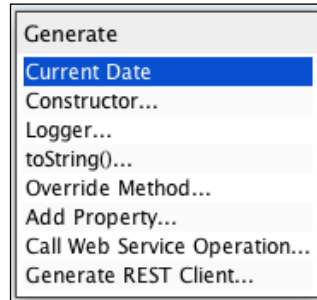 Generate
Current Date
Constructor...
Logger...
toString()...
Override Method...
Add Property...
Call Web Service Operation...
Generate REST Client...